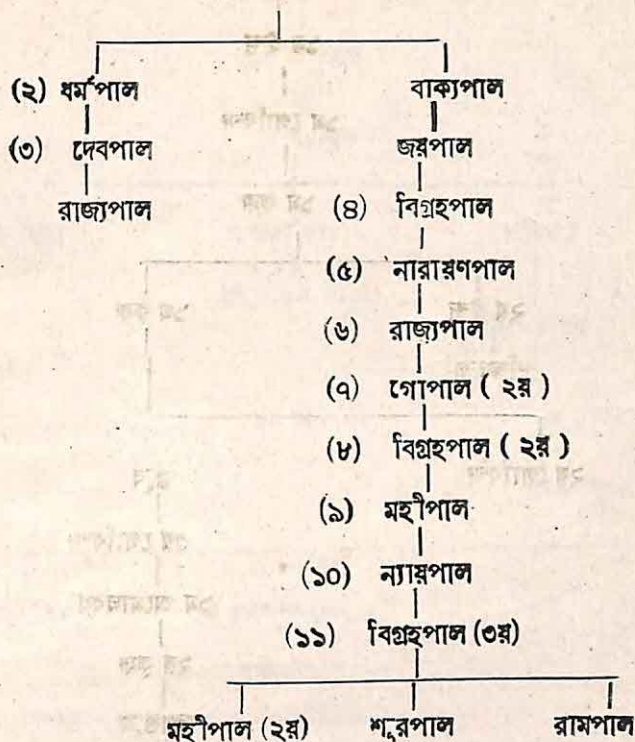 (২) ধর্মপাল বাক্যপাল
(৩) দেবপাল জয়পাল
রাজ্যপাল (৪) বিগ্রহপাল
(৫) নারায়ণপাল
(৬) রাজ্যপাল
(৭) গোপাল ( ২য় )
(৮) বিগ্রহপাল ( ২য় )
(৯) মহীপাল
(১০) ন্যায়পাল
(১১) বিগ্রহপাল (৩য়)
মহীপাল (২য়) শূরপাল রামপাল